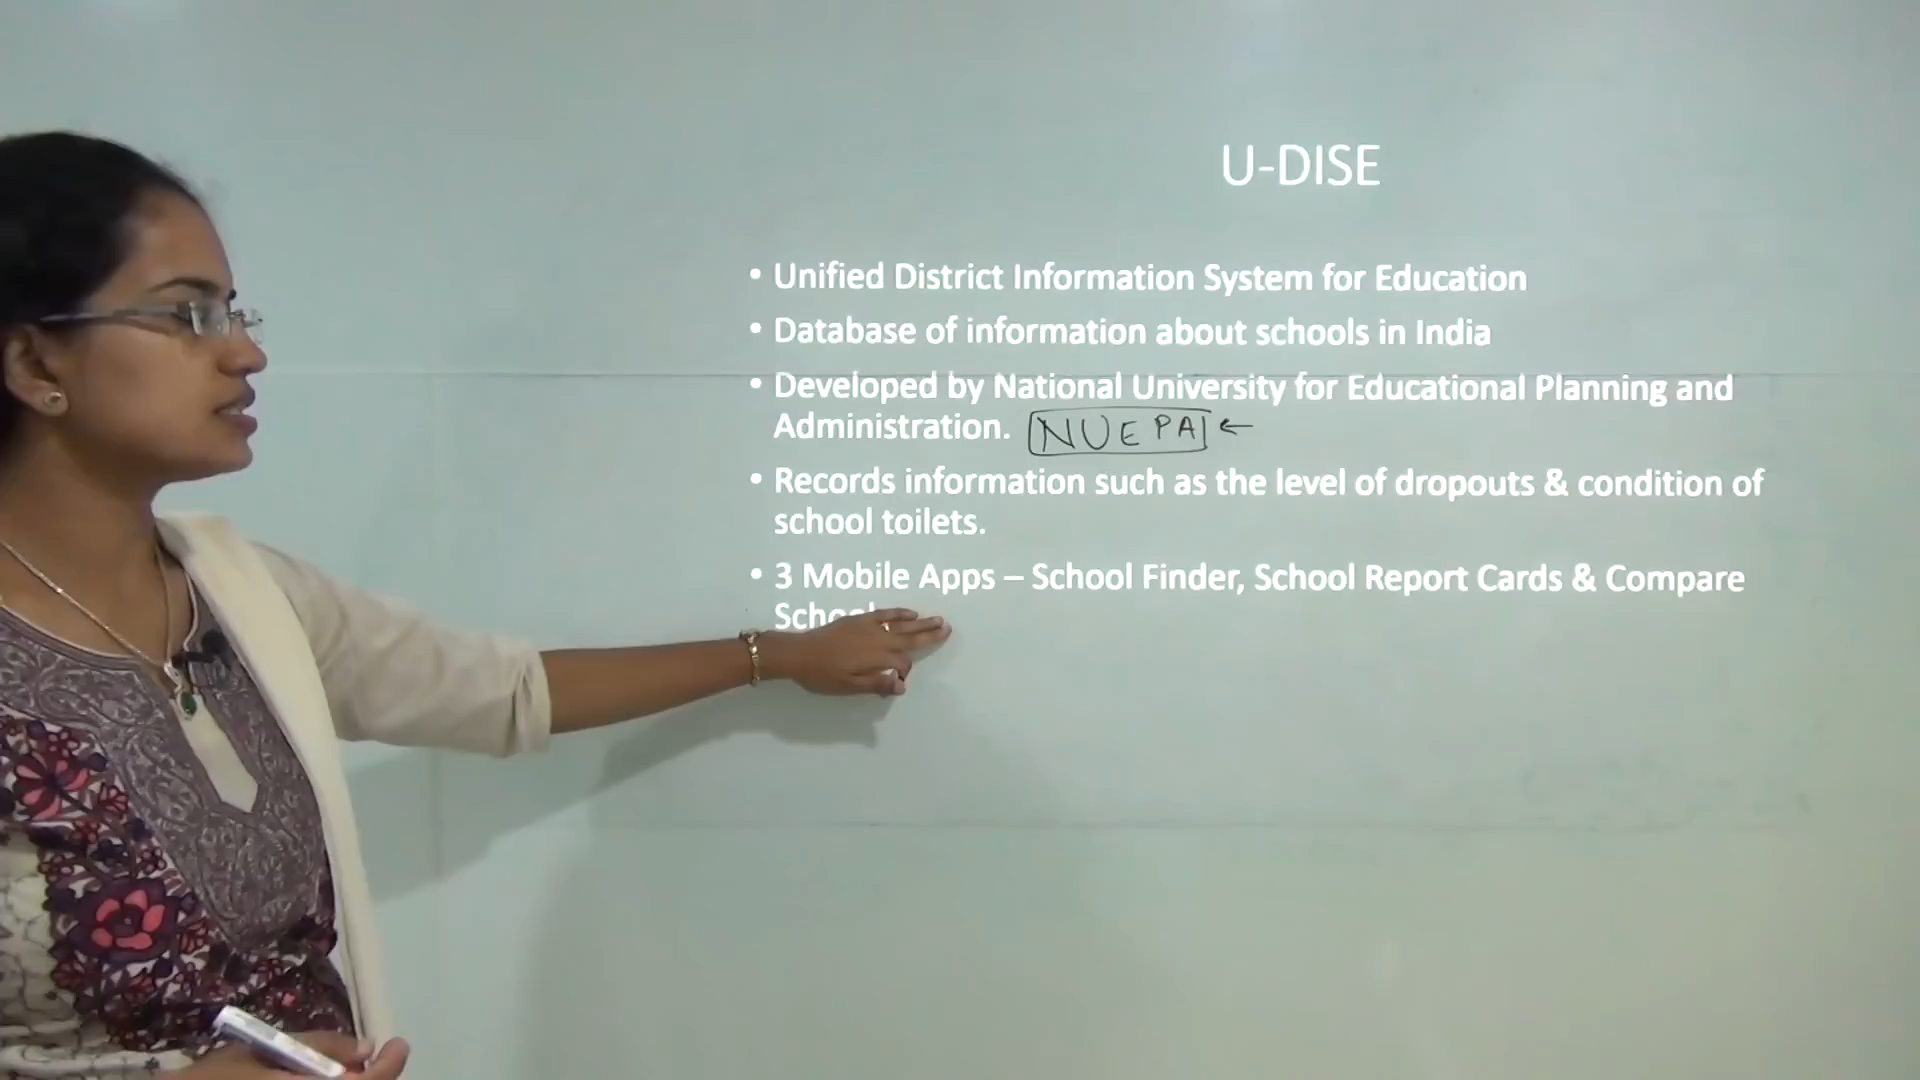 U-DISE
• Unified District Information System for Education
• Database of information about schools in India
• Developed by National University for Educational Planning and
Administration. NUEPA ←
• Records information such as the level of dropouts & condition of
school toilets.
• 3 Mobile Apps – School Finder, School Report Cards & Compare